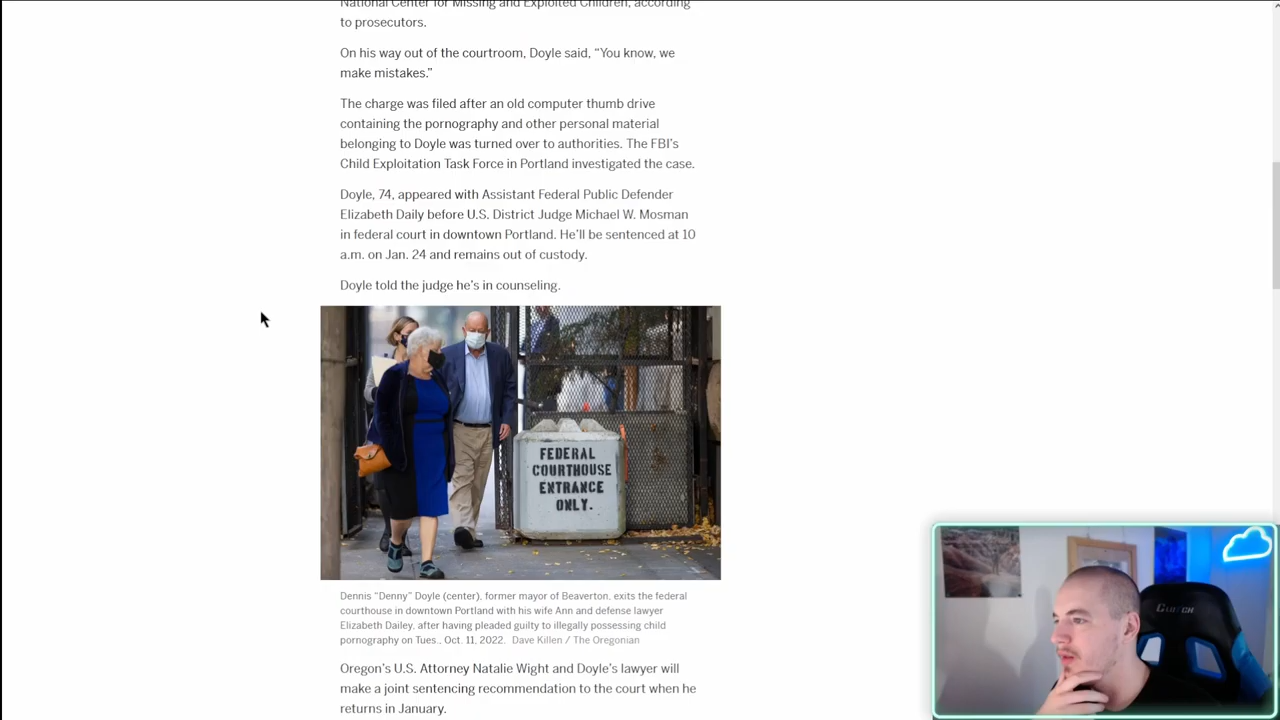 National Center for Missing and Exploited Children, according
to prosecutors.
On his way out of the courtroom, Doyle said, “You know, we
make mistakes.”
The charge was filed after an old computer thumb drive
containing the pornography and other personal material
belonging to Doyle was turned over to authorities. The FBI’s
Child Exploitation Task Force in Portland investigated the case.
Doyle, 74, appeared with Assistant Federal Public Defender
Elizabeth Daily before U.S. District Judge Michael W. Mosman
in federal court in downtown Portland. He’ll be sentenced at 10
a.m. on Jan. 24 and remains out of custody.
Doyle told the judge he’s in counseling.
FEDERAL
COURTHOUSE
ENTRANCE
ONLY.
Dennis “Denny” Doyle (center), former mayor of Beaverton, exits the federal
courthouse in downtown Portland with his wife Ann and defense lawyer
Elizabeth Dailey, after having pleaded guilty to illegally possessing child
pornography on Tues., Oct. 11, 2022. Dave Killen / The Oregonian
Oregon’s U.S. Attorney Natalie Wight and Doyle’s lawyer will
make a joint sentencing recommendation to the court when he
returns in January.